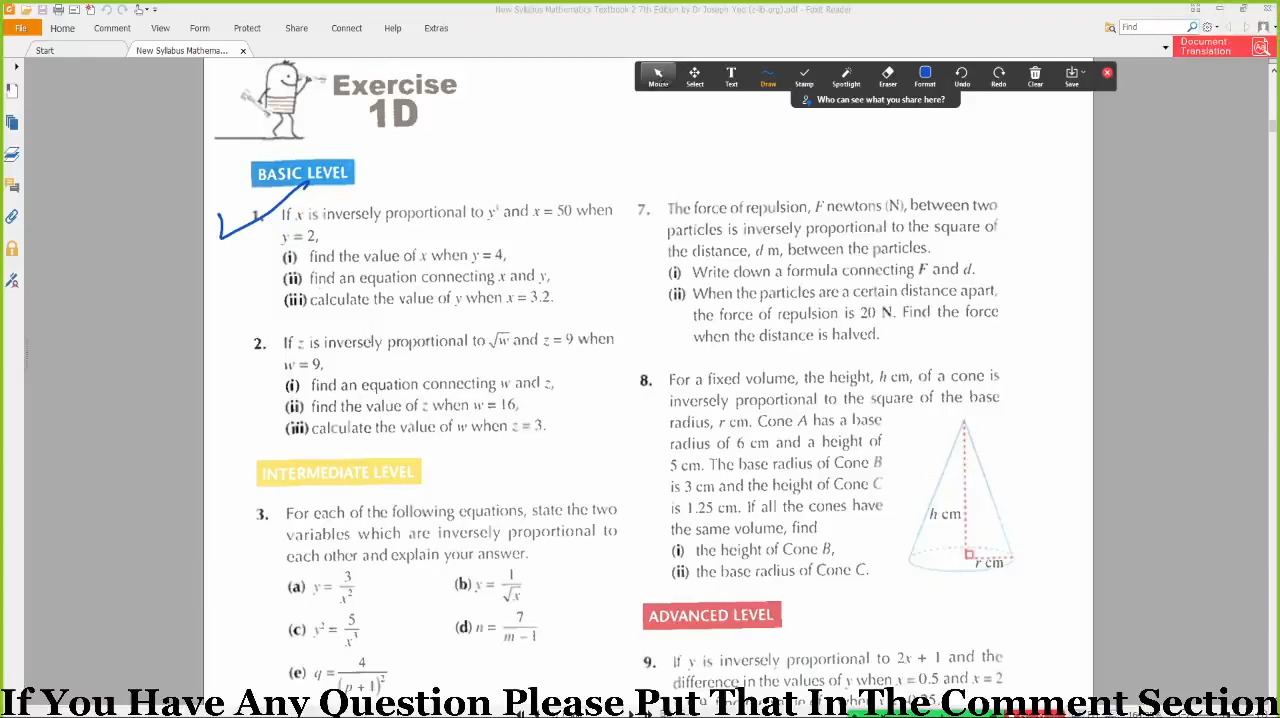 New Syllabus Mathematics Textbook 2 7th Edition by Dr Joseph Yeo (z-lib.org).pdf - Foxit Reader
File Home Comment View Form Protect Share Connect Help Extras
Find
Start
New Syllabus Mathema...
Document
Translation
Mouse Select Text Draw Stamp Spotlight Eraser Format Undo Redo Clear Save
Who can see what you share here?
Exercise
1D
BASIC LEVEL
1. If x is inversely proportional to and x = 50 when
y = 2,
(i) find the value of x when y = 4,
(ii) find an equation connecting x and y,
(iii) calculate the value of y when x = 3.2.
2. If z is inversely proportional to √w and z = 9 when
w = 9,
(i) find an equation connecting w and z,
(ii) find the value of z when w = 16,
(iii) calculate the value of w when z = 3.
INTERMEDIATE LEVEL
3. For each of the following equations, state the two
variables which are inversely proportional to
each other and explain your answer.
(a) y = 3/x² (b) y = 1/√x
(c) y² = 5/x³ (d) n = 7/(m − 1)
(e) q = 4/(p + 1)²
7. The force of repulsion, F newtons (N), between two
particles is inversely proportional to the square of
the distance, d m, between the particles.
(i) Write down a formula connecting F and d.
(ii) When the particles are a certain distance apart,
the force of repulsion is 20 N. Find the force
when the distance is halved.
8. For a fixed volume, the height, h cm, of a cone is
inversely proportional to the square of the base
radius, r cm. Cone A has a base
radius of 6 cm and a height of
5 cm. The base radius of Cone B
is 3 cm and the height of Cone C
is 1.25 cm. If all the cones have
the same volume, find
(i) the height of Cone B,
(ii) the base radius of Cone C.
h cm
r cm
ADVANCED LEVEL
9. If y is inversely proportional to 2x + 1 and the
difference in the values of y when x = 0.5 and x = 2
If You Have Any Question Please Put That In The Comment Section